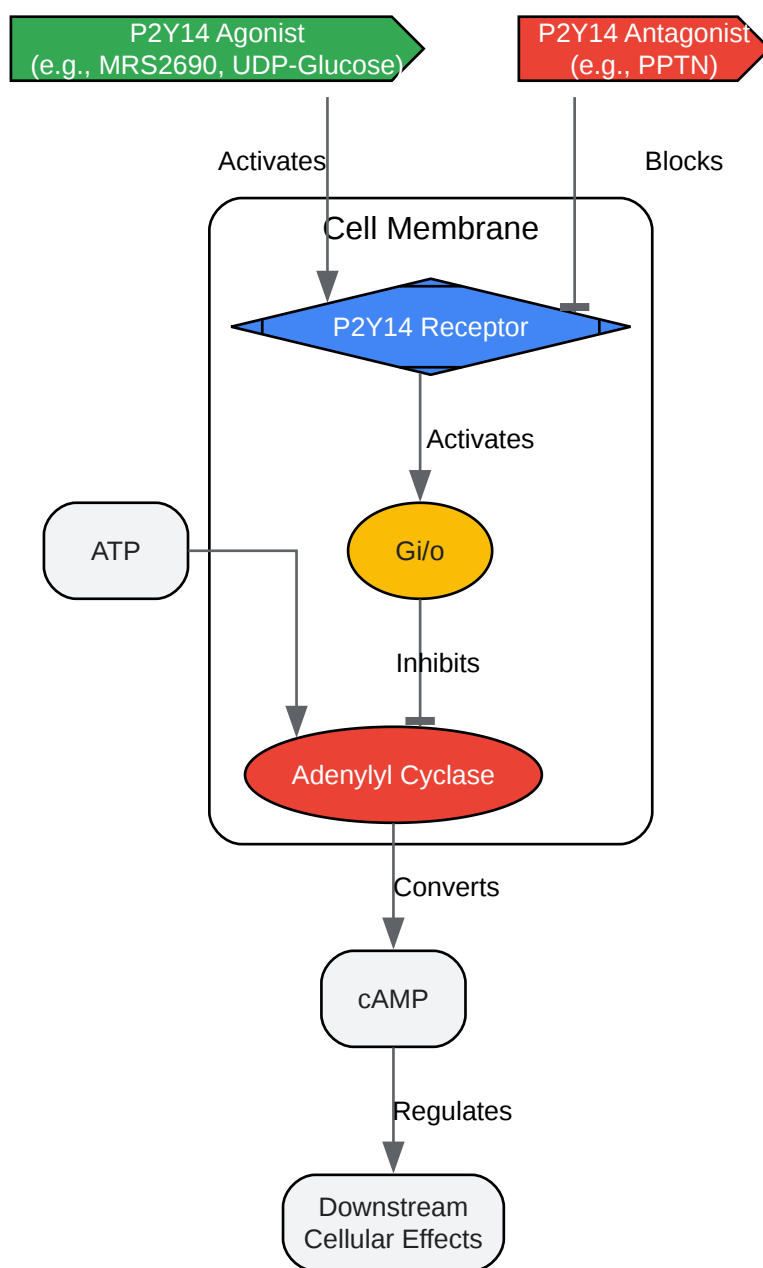 P2Y14 Agonist
(e.g., MRS2690, UDP-Glucose)
P2Y14 Antagonist
(e.g., PPTN)
Activates
Blocks
Cell Membrane
P2Y14 Receptor
Activates
ATP
Gi/o
Inhibits
Adenylyl Cyclase
Converts
cAMP
Regulates
Downstream
Cellular Effects